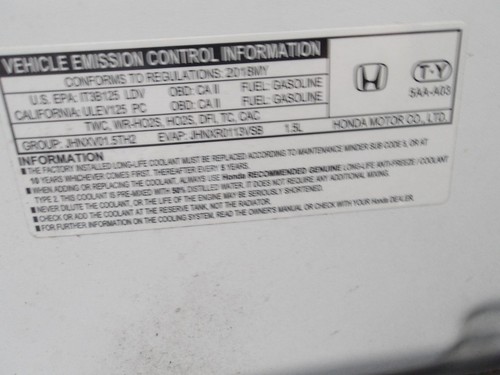 VEHICLE EMISSION CONTROL INFORMATION
CONFORMS TO REGULATIONS: 2018MY
U.S. EPA: IT3B125 LDV OBD: CA II FUEL: GASOLINE
CALIFORNIA: ULEV125 PC OBD: CA II FUEL: GASOLINE
TWC, WR-HO2S, HO2S, DFI, TC, CAC
GROUP: JHNXV01.5TH2 EVAP: JHNXR0113VSB 1.5L
T-Y
5AA-A03
HONDA MOTOR CO., LTD.
INFORMATION
THE FACTORY INSTALLED LONG-LIFE COOLANT MUST BE REPLACED ACCORDING TO MAINTENANCE MINDER SUB CODE 5, OR AT
10 YEARS WHICHEVER COMES FIRST. THEREAFTER EVERY 5 YEARS.
WHEN ADDING OR REPLACING THE COOLANT, ALWAYS USE Honda RECOMMENDED GENUINE LONG-LIFE ANTI-FREEZE / COOLANT
TYPE 2. THIS COOLANT IS PRE-MIXED WITH 50% DISTILLED WATER. IT DOES NOT REQUIRE ANY ADDITIONAL MIXING.
NEVER DILUTE THE COOLANT, OR THE LIFE OF THE ENGINE MAY BE SERIOUSLY SHORTENED.
CHECK OR ADD THE COOLANT AT THE RESERVE TANK, NOT THE RADIATOR.
FOR FURTHER INFORMATION ON THE COOLING SYSTEM, READ THE OWNER'S MANUAL OR CHECK WITH YOUR Honda DEALER.